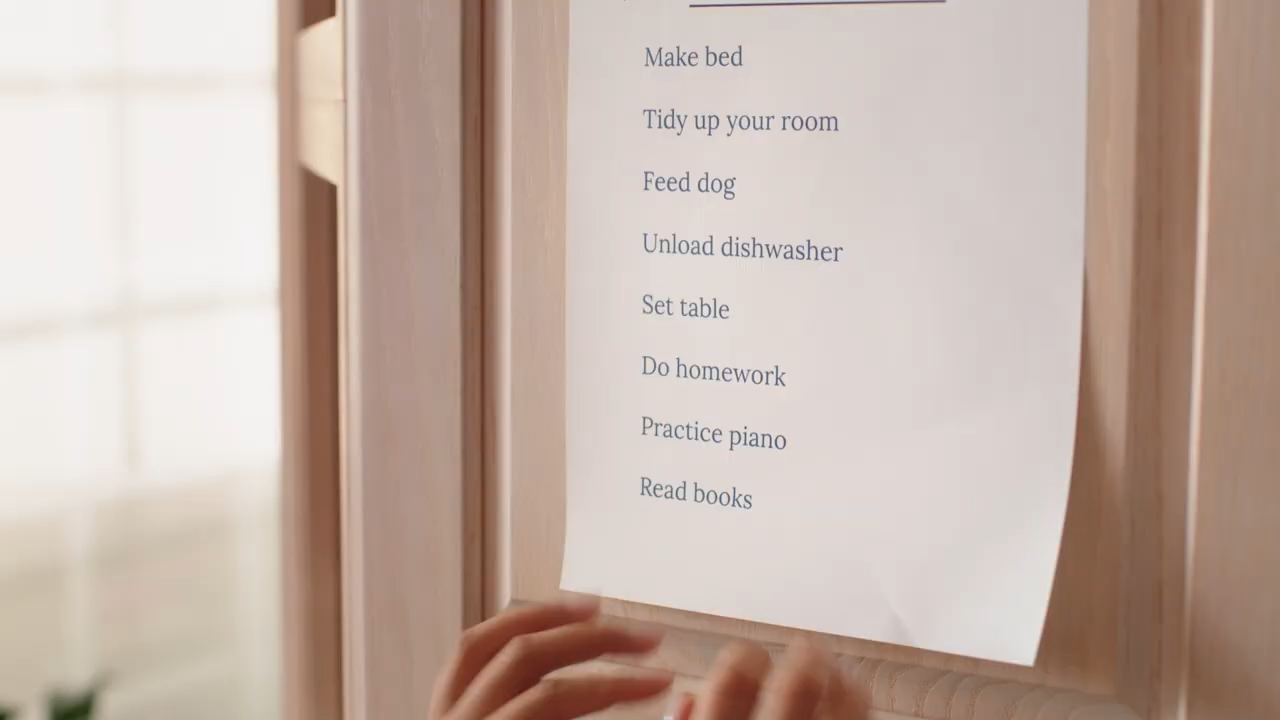 Make bed
Tidy up your room
Feed dog
Unload dishwasher
Set table
Do homework
Practice piano
Read books